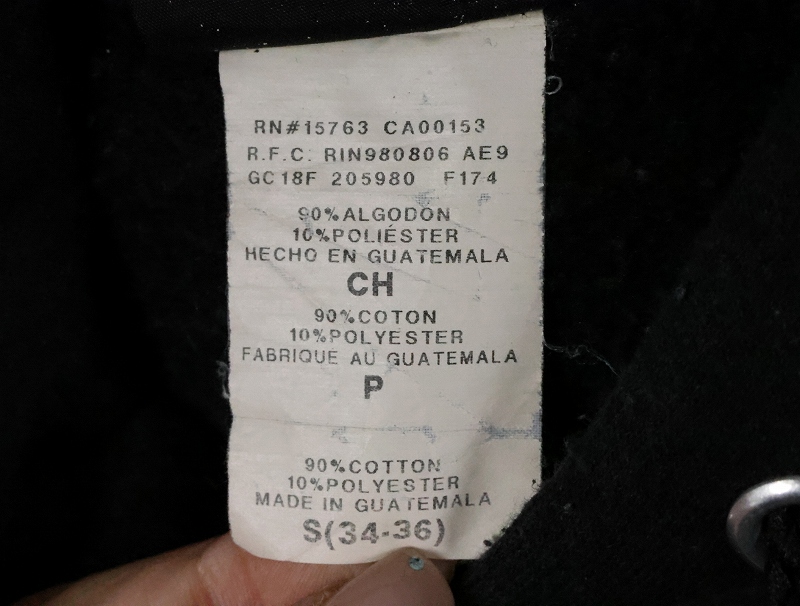 RN#15763 CA00153
R.F.C. RIN980806 AE9
GC18F 205980 F174
90%ALGODÓN
10%POLIÉSTER
HECHO EN GUATEMALA
CH
90%COTON
10%POLYESTER
FABRIQUE AU GUATEMALA
P
90%COTTON
10%POLYESTER
MADE IN GUATEMALA
S(34-36)